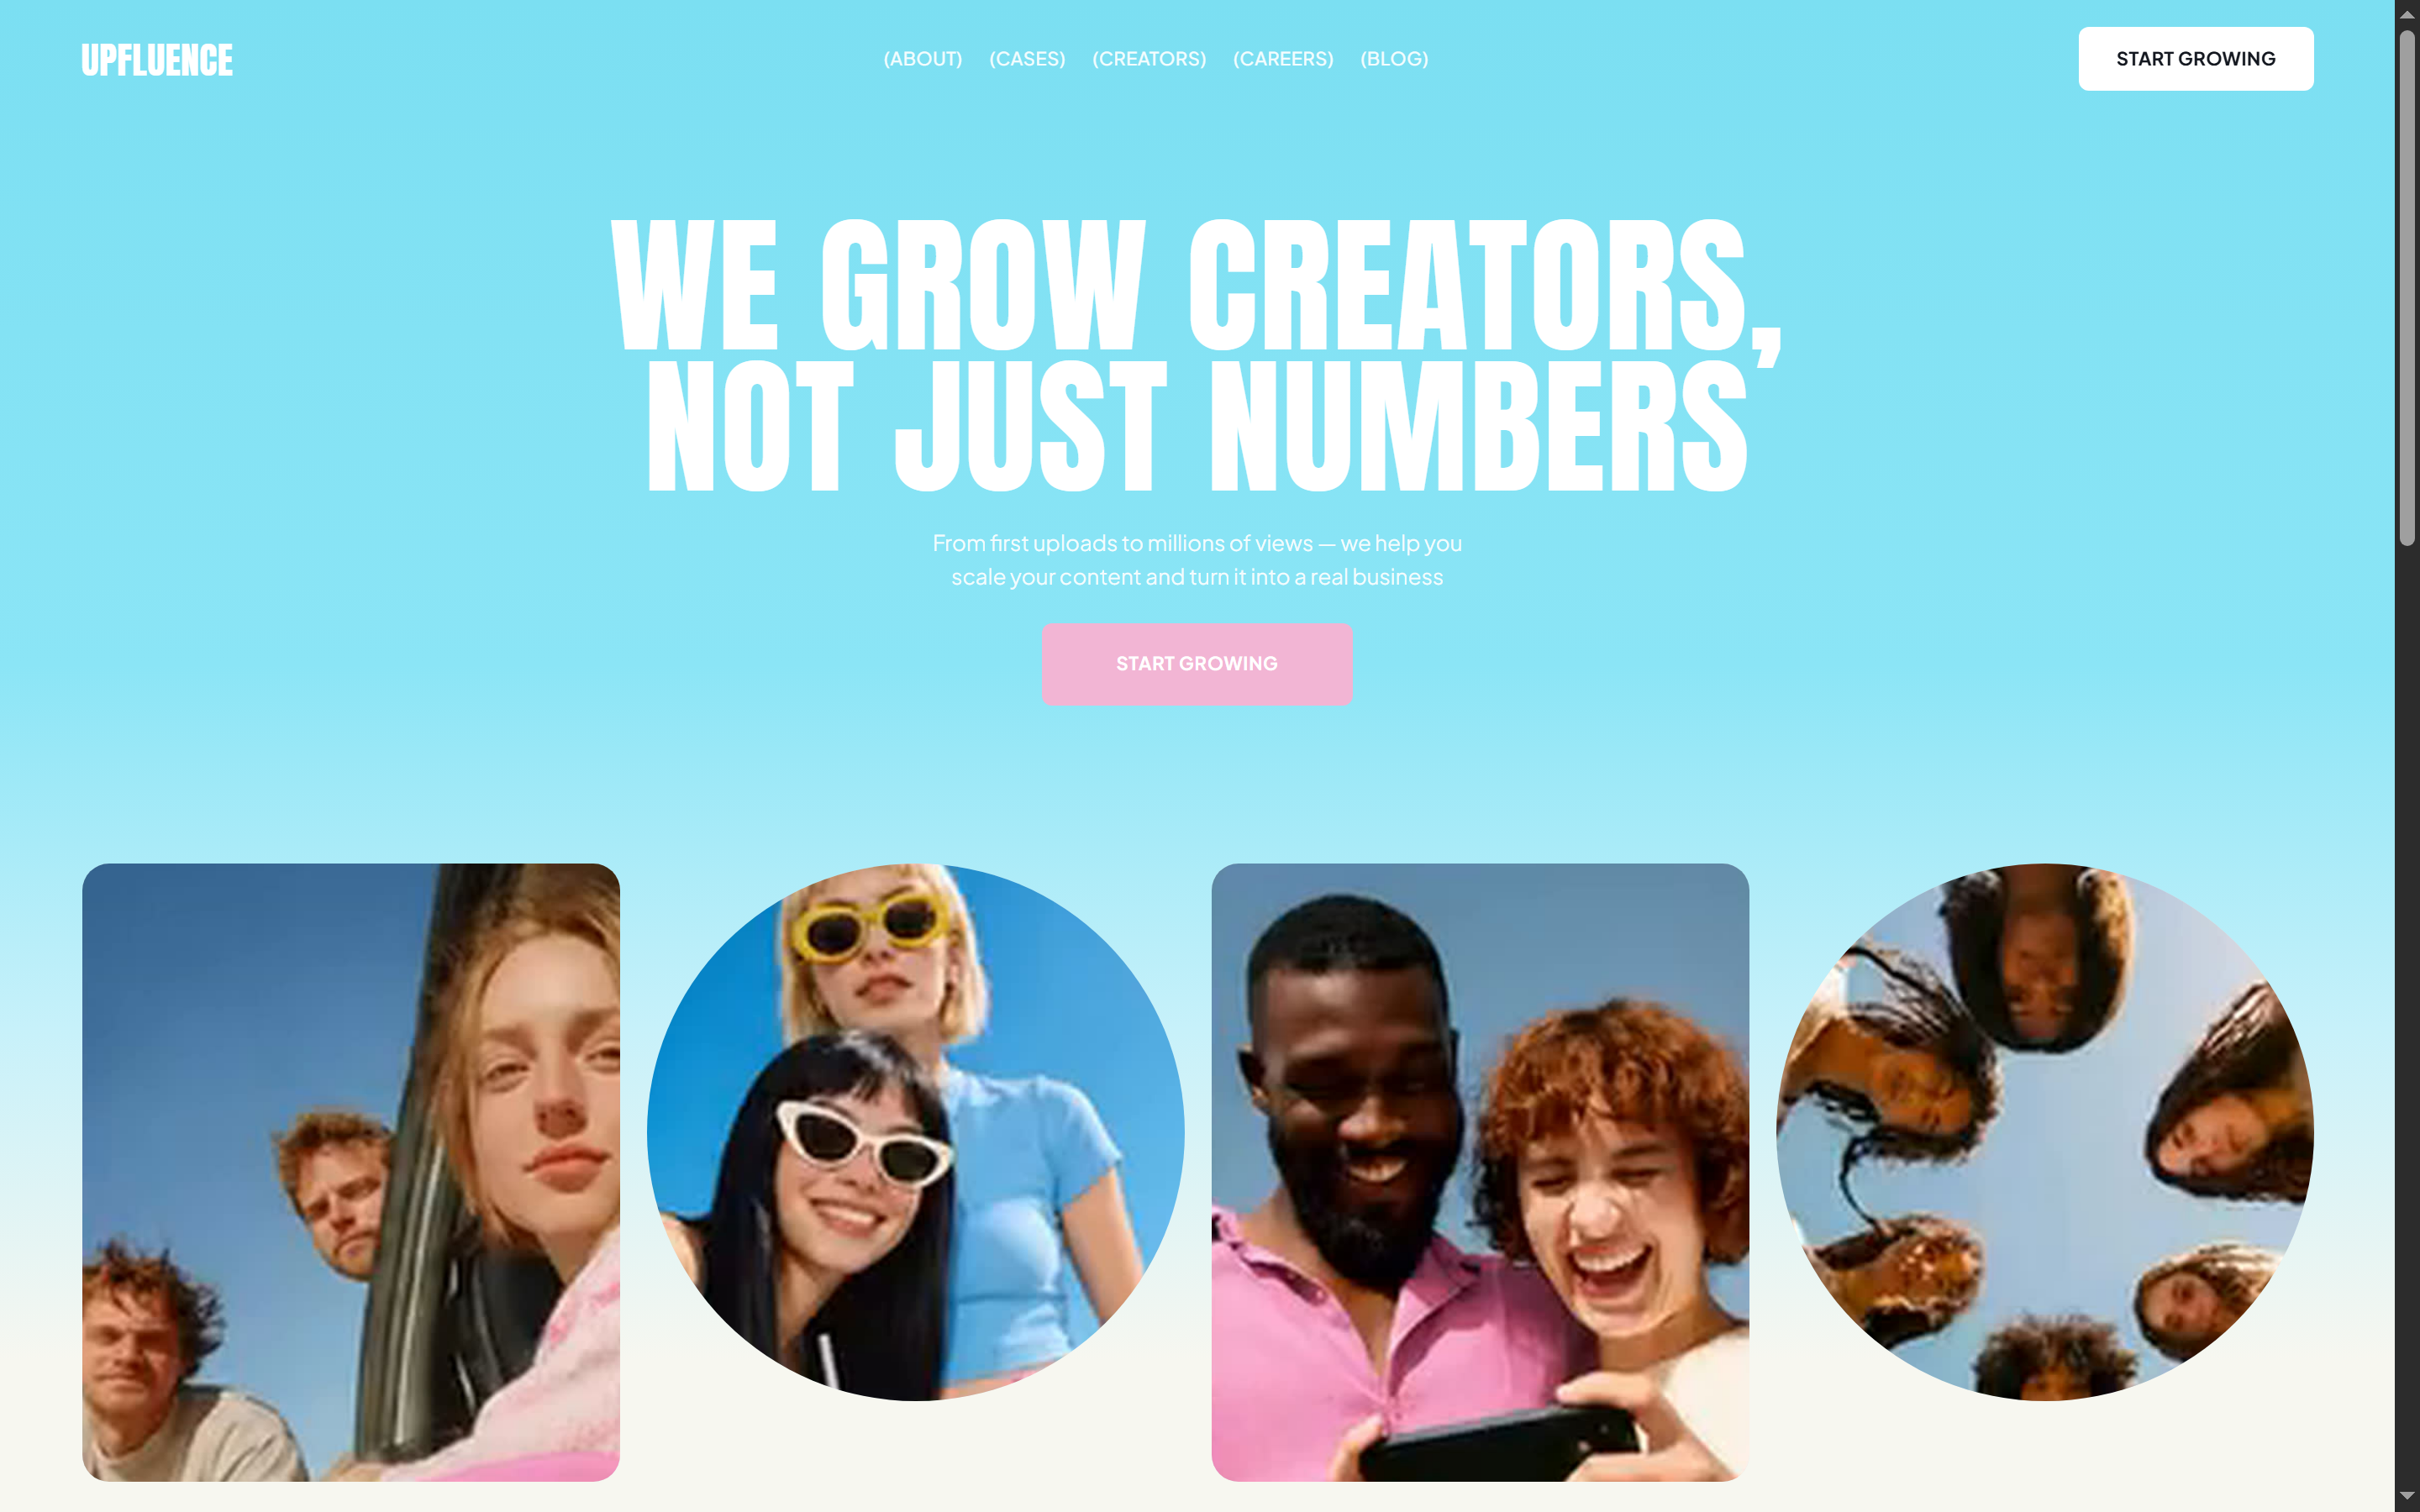 UPFLUENCE
(ABOUT) (CASES) (CREATORS) (CAREERS) (BLOG)
START GROWING
WE GROW CREATORS,
NOT JUST NUMBERS
From first uploads to millions of views — we help you
scale your content and turn it into a real business
START GROWING